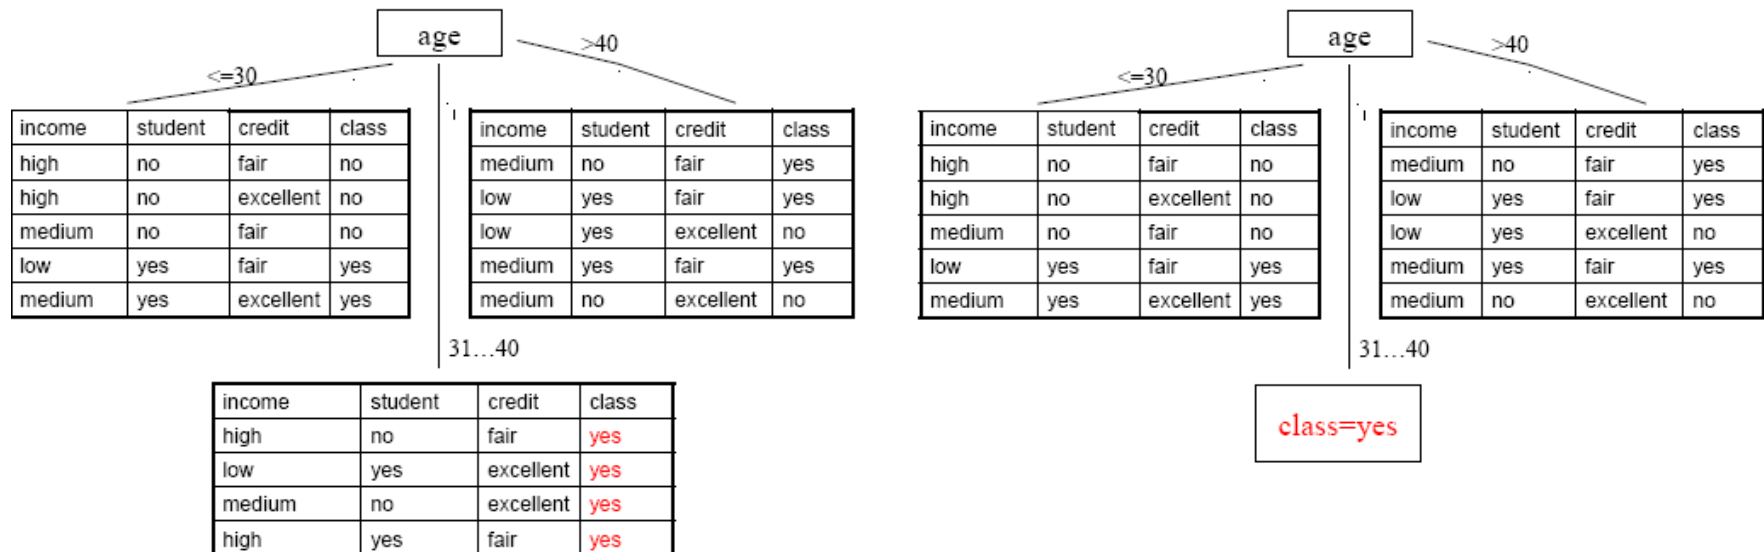 age
<=30
>40
income student credit class
high no fair no
high no excellent no
medium no fair no
low yes fair yes
medium yes excellent yes
income student credit class
medium no fair yes
low yes fair yes
low yes excellent no
medium yes fair yes
medium no excellent no
31...40
income student credit class
high no fair yes
low yes excellent yes
medium no excellent yes
high yes fair yes
age
<=30
>40
income student credit class
high no fair no
high no excellent no
medium no fair no
low yes fair yes
medium yes excellent yes
income student credit class
medium no fair yes
low yes fair yes
low yes excellent no
medium yes fair yes
medium no excellent no
31...40
class=yes